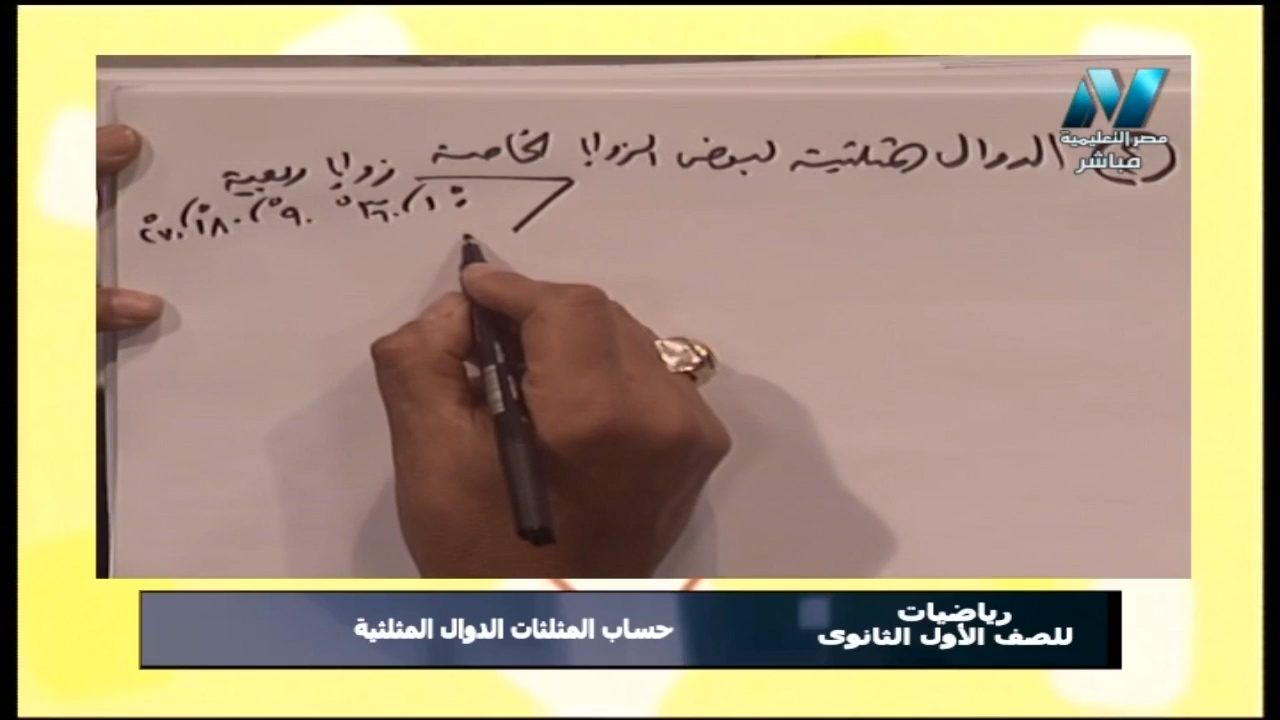 مصر التعليمية
مباشر
الدوال المثلثية لبعض الزوايا الخاصة
زوايا ربعية
٠° ١) ٣٦٠° ٩٠°) ١٨٠°) ٢٧٠°
رياضيات
للصف الأول الثانوى
حساب المثلثات الدوال المثلثية